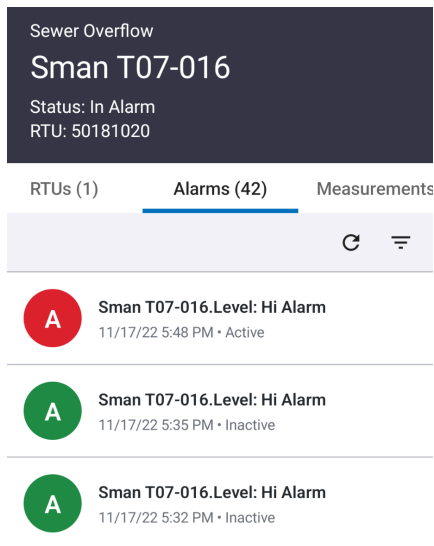 Sewer Overflow
Sman T07-016
Status: In Alarm
RTU: 50181020
RTUs (1)
Alarms (42)
Measurements
A
Sman T07-016.Level: Hi Alarm
11/17/22 5:48 PM • Active
A
Sman T07-016.Level: Hi Alarm
11/17/22 5:35 PM • Inactive
A
Sman T07-016.Level: Hi Alarm
11/17/22 5:32 PM • Inactive